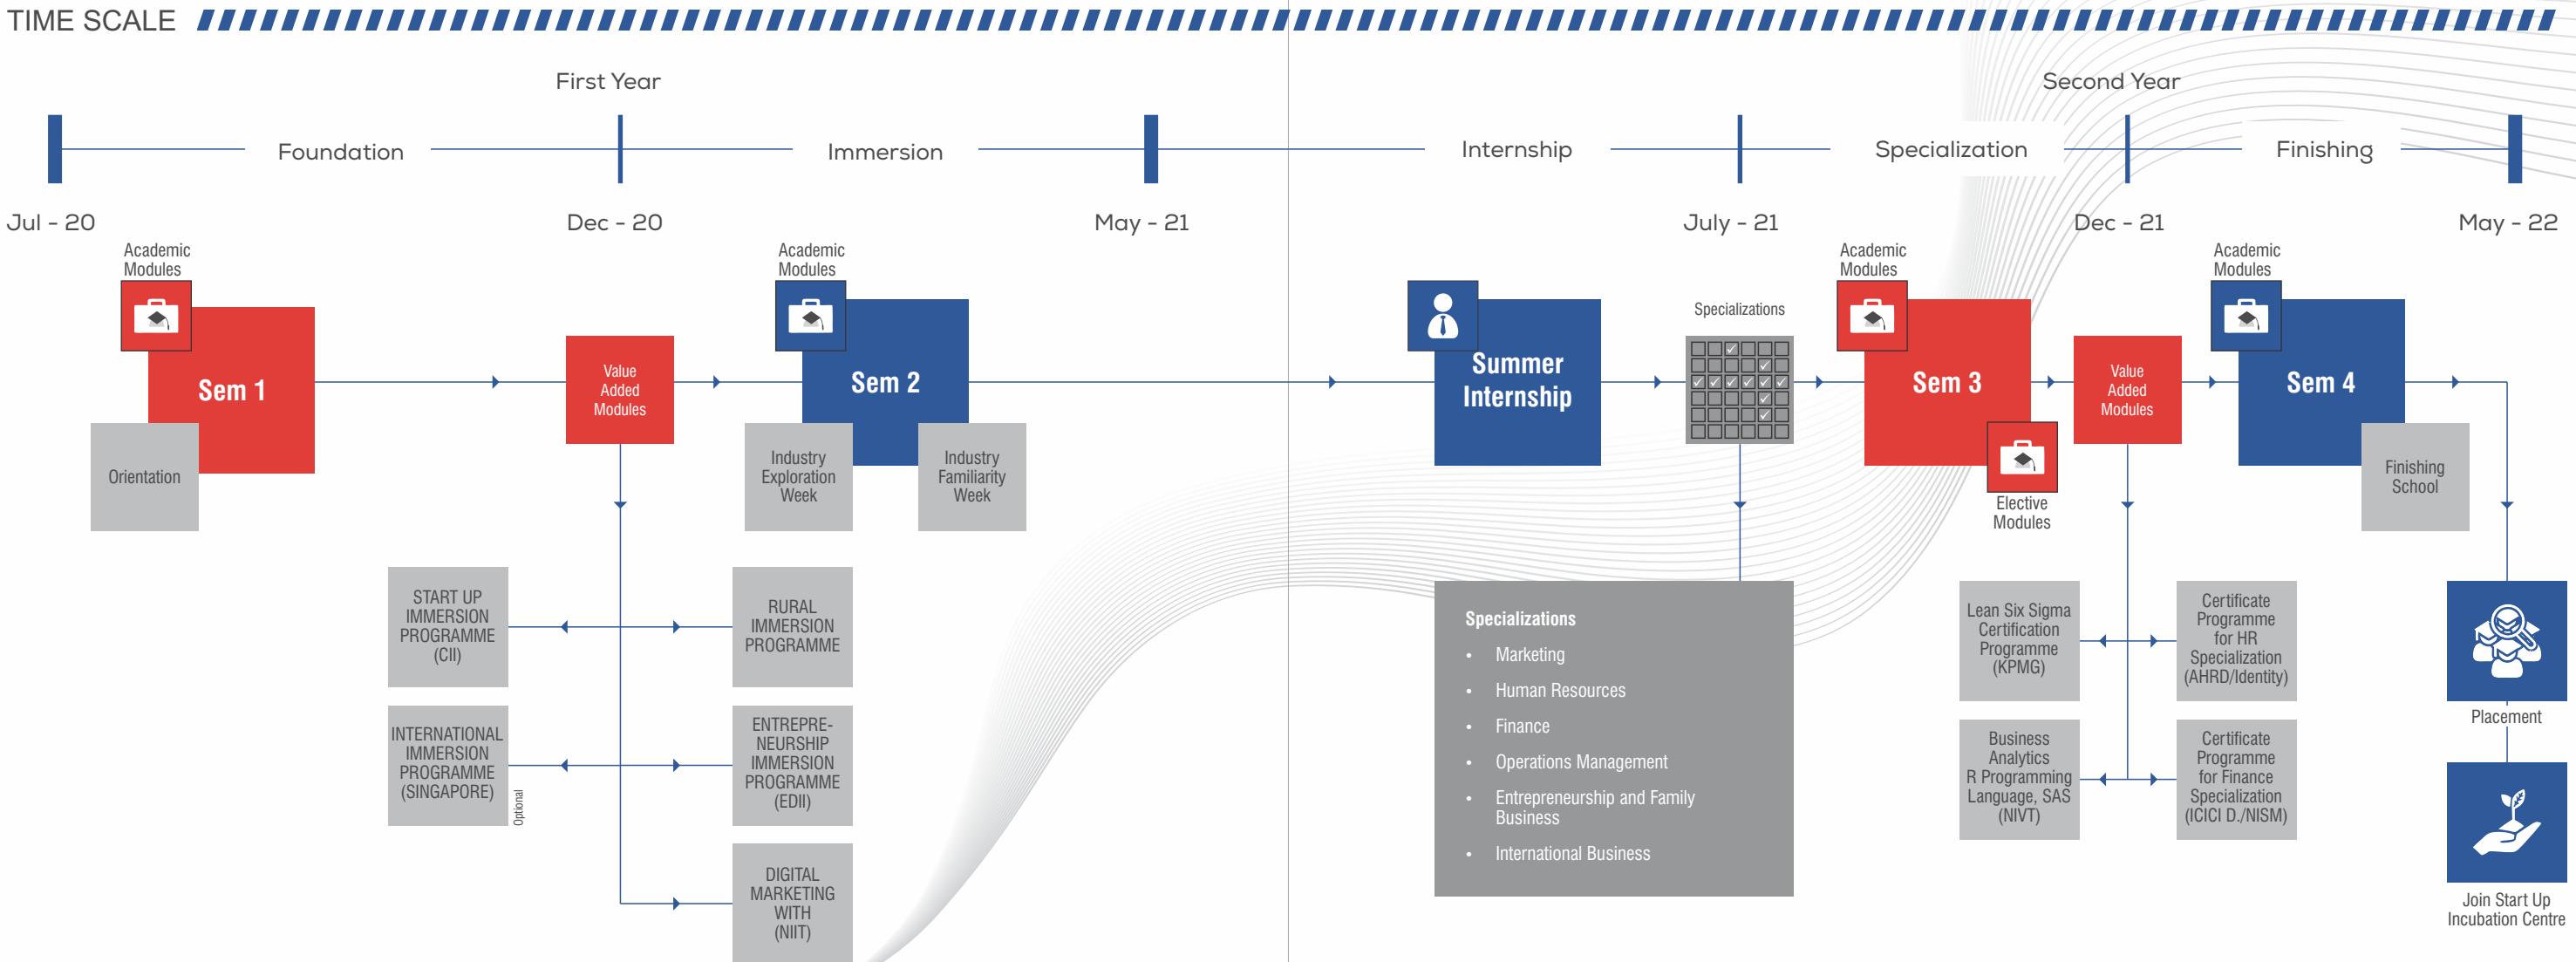 TIME SCALE
First Year
Second Year
Foundation
Immersion
Internship
Specialization
Finishing
Jul - 20
Dec - 20
May - 21
July - 21
Dec - 21
May - 22
Academic
Modules
Sem 1
Orientation
Value
Added
Modules
Academic
Modules
Sem 2
Industry
Exploration
Week
Industry
Familiarity
Week
START UP
IMMERSION
PROGRAMME
(CII)
RURAL
IMMERSION
PROGRAMME
INTERNATIONAL
IMMERSION
PROGRAMME
(SINGAPORE)
Optional
ENTREPRE-
NEURSHIP
IMMERSION
PROGRAMME
(EDII)
DIGITAL
MARKETING
WITH
(NIIT)
Summer
Internship
Specializations
Specializations
• Marketing
• Human Resources
• Finance
• Operations Management
• Entrepreneurship and Family
Business
• International Business
Academic
Modules
Sem 3
Elective
Modules
Value
Added
Modules
Lean Six Sigma
Certification
Programme
(KPMG)
Certificate
Programme
for HR
Specialization
(AHRD/Identity)
Business
Analytics
R Programming
Language, SAS
(NIVT)
Certificate
Programme
for Finance
Specialization
(ICICI D./NISM)
Academic
Modules
Sem 4
Finishing
School
Placement
Join Start Up
Incubation Centre